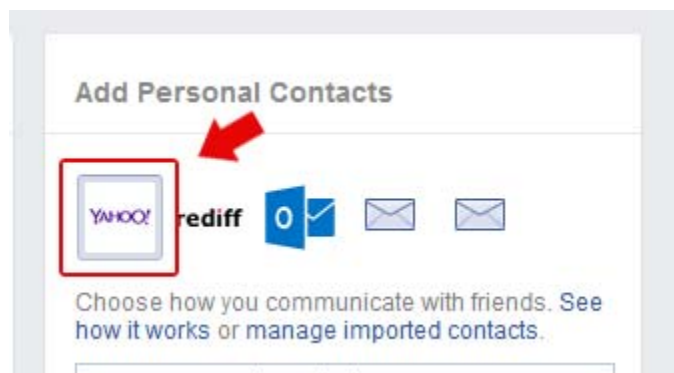 Add Personal Contacts
YAHOO! rediff O
Choose how you communicate with friends. See
how it works or manage imported contacts.